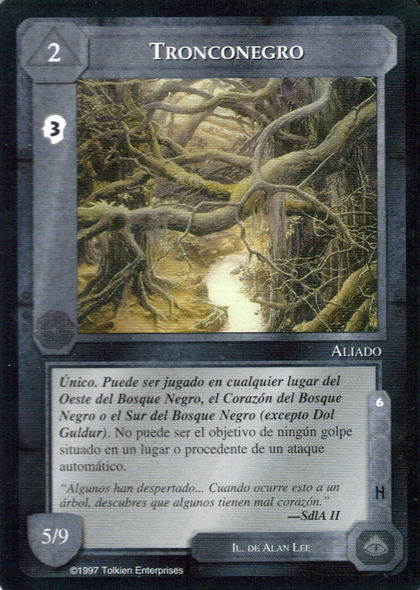 2
TRONCONEGRO
3
ALIADO
Único. Puede ser jugado en cualquier lugar del
Oeste del Bosque Negro, el Corazón del Bosque
Negro o el Sur del Bosque Negro (excepto Dol
Guldur). No puede ser el objetivo de ningún golpe
situado en un lugar o procedente de un ataque
automático.
6
“Algunos han despertado... Cuando ocurre esto a un
árbol, descubres que algunos tienen mal corazón.”
—SdlA II
H
5/9
IL. DE ALAN LEE
©1997 Tolkien Enterprises